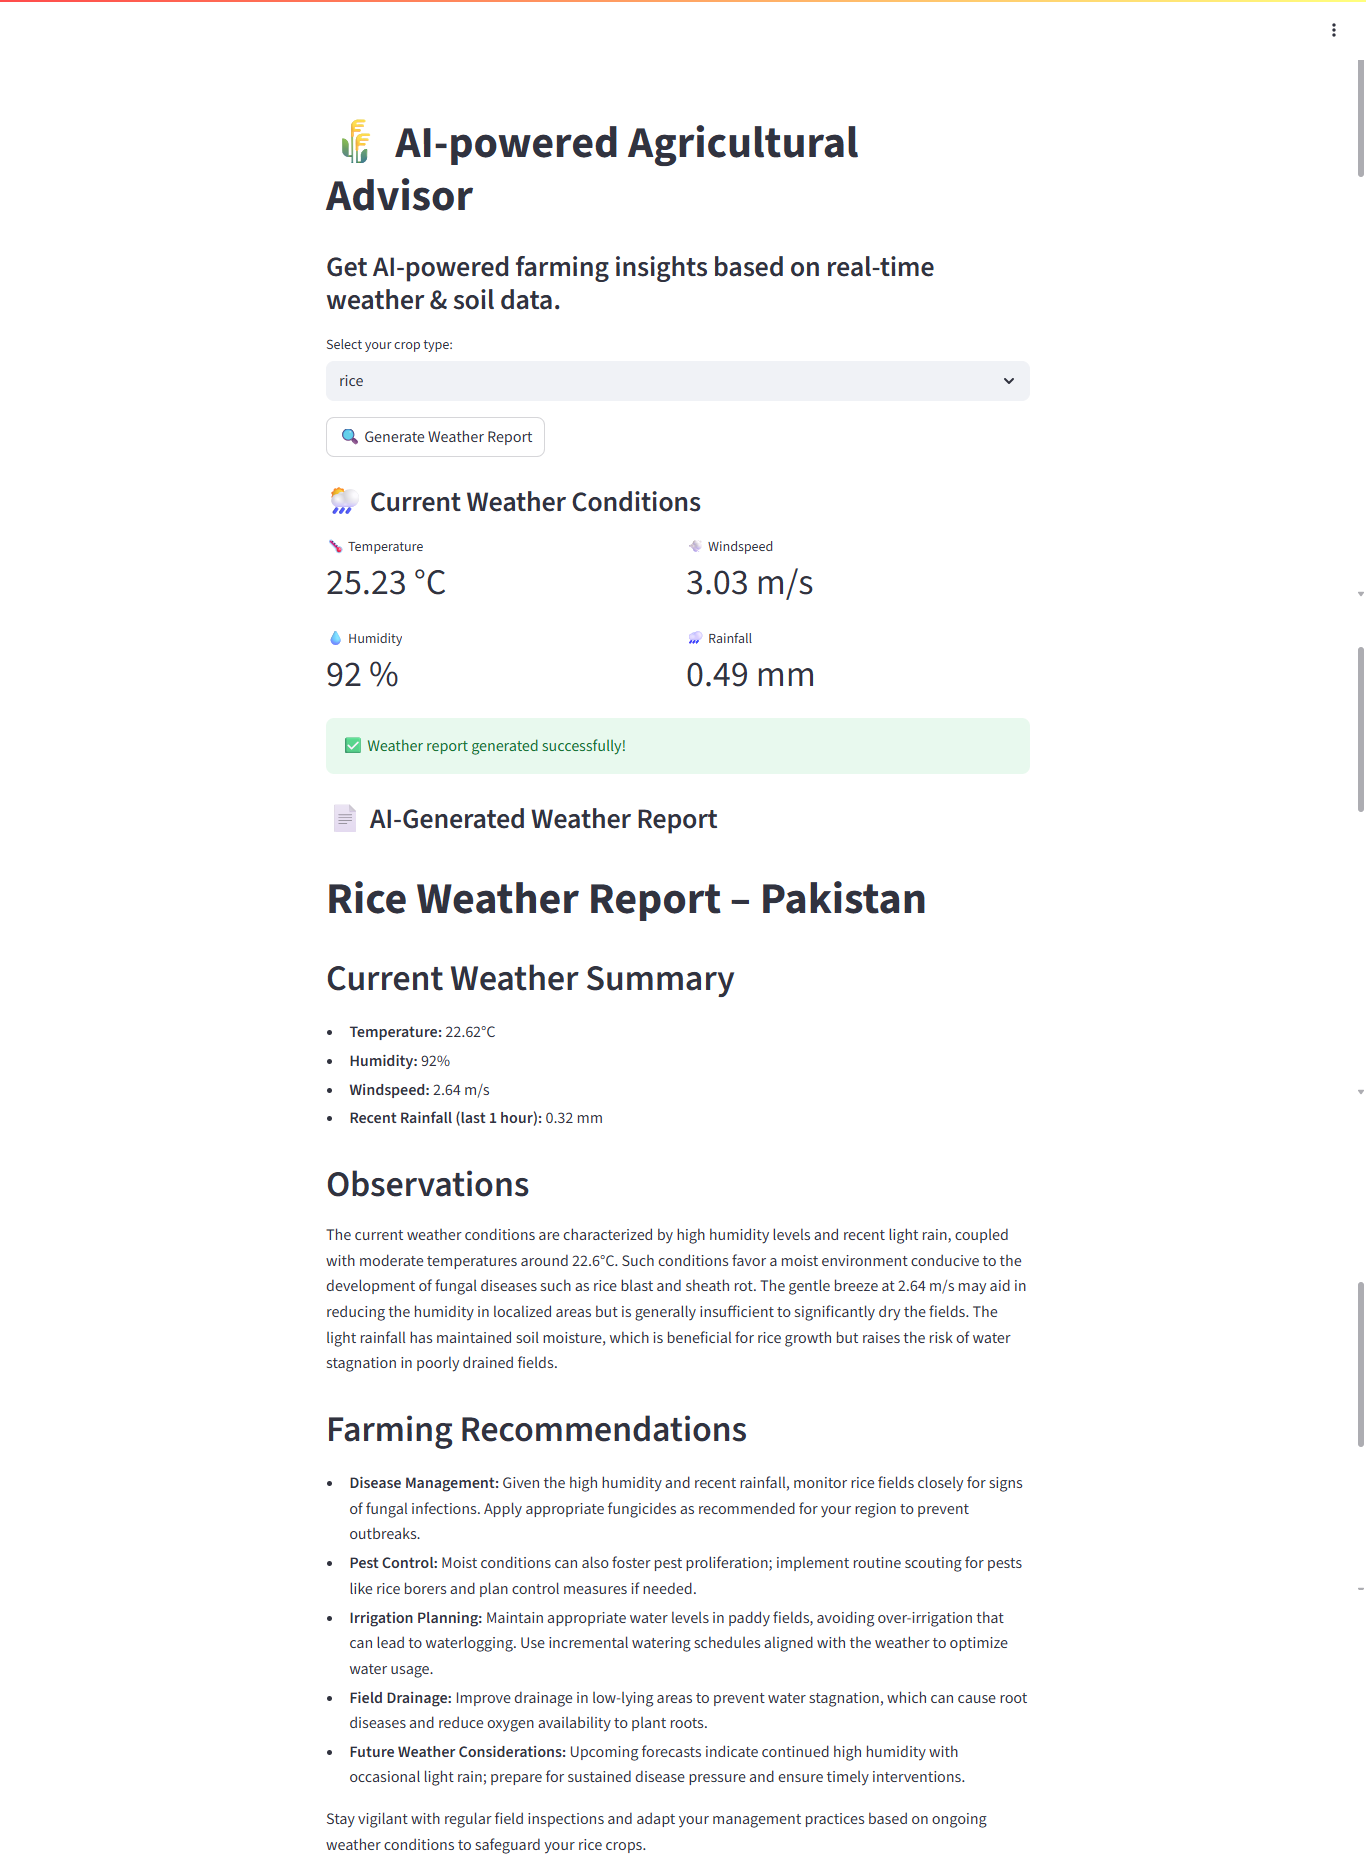 AI-powered Agricultural
Advisor
Get AI-powered farming insights based on real-time
weather & soil data.
Select your crop type:
rice
Generate Weather Report
Current Weather Conditions
Temperature
Windspeed
25.23 °C
3.03 m/s
Humidity
Rainfall
92 %
0.49 mm
Weather report generated successfully!
AI-Generated Weather Report
Rice Weather Report – Pakistan
Current Weather Summary
• Temperature: 22.62°C
• Humidity: 92%
• Windspeed: 2.64 m/s
• Recent Rainfall (last 1 hour): 0.32 mm
Observations
The current weather conditions are characterized by high humidity levels and recent light rain, coupled
with moderate temperatures around 22.6°C. Such conditions favor a moist environment conducive to the
development of fungal diseases such as rice blast and sheath rot. The gentle breeze at 2.64 m/s may aid in
reducing the humidity in localized areas but is generally insufficient to significantly dry the fields. The
light rainfall has maintained soil moisture, which is beneficial for rice growth but raises the risk of water
stagnation in poorly drained fields.
Farming Recommendations
• Disease Management: Given the high humidity and recent rainfall, monitor rice fields closely for signs
of fungal infections. Apply appropriate fungicides as recommended for your region to prevent
outbreaks.
• Pest Control: Moist conditions can also foster pest proliferation; implement routine scouting for pests
like rice borers and plan control measures if needed.
• Irrigation Planning: Maintain appropriate water levels in paddy fields, avoiding over-irrigation that
can lead to waterlogging. Use incremental watering schedules aligned with the weather to optimize
water usage.
• Field Drainage: Improve drainage in low-lying areas to prevent water stagnation, which can cause root
diseases and reduce oxygen availability to plant roots.
• Future Weather Considerations: Upcoming forecasts indicate continued high humidity with
occasional light rain; prepare for sustained disease pressure and ensure timely interventions.
Stay vigilant with regular field inspections and adapt your management practices based on ongoing
weather conditions to safeguard your rice crops.